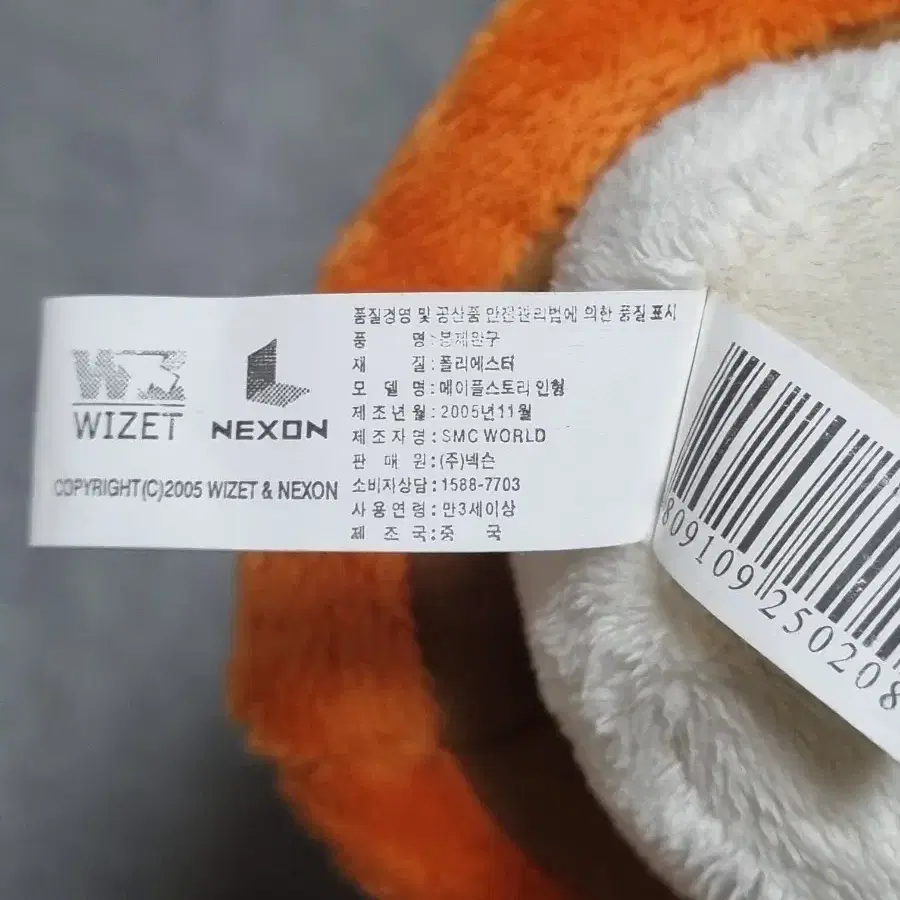 WIZET
NEXON
COPYRIGHT(C)2005 WIZET & NEXON
품질경영 및 공산품 안전관리법에 의한 품질 표시
품 명:봉제완구
재 질:폴리에스터
모 델 명:메이플스토리 인형
제 조 년 월:2005년11월
제 조 자 명:SMC WORLD
판 매 원:(주)넥슨
소비자상담:1588-7703
사 용 연 령:만3세이상
제 조 국:중 국
809109 250208